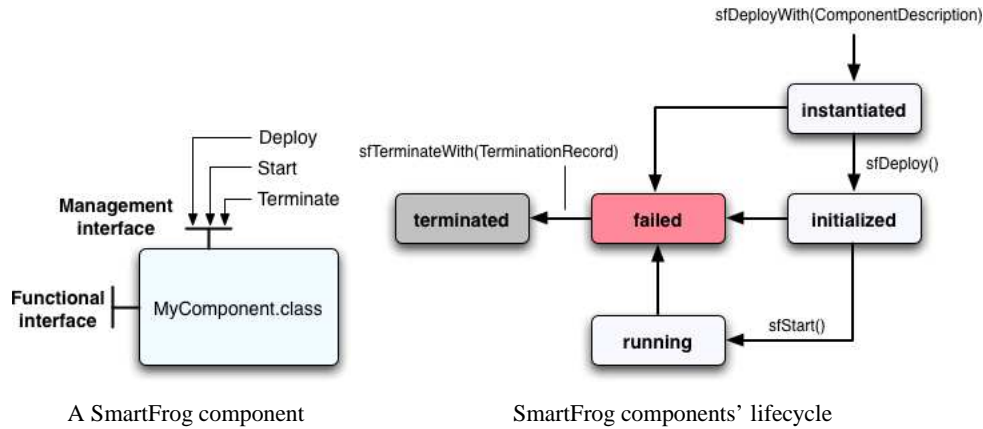 sfDeployWith(ComponentDescription)
instantiated
Deploy
sfTerminateWith(TerminationRecord)
Start
sfDeploy()
Terminate
Management
interface
terminated
failed
initialized
Functional
interface
MyComponent.class
running
sfStart()
A SmartFrog component
SmartFrog components’ lifecycle